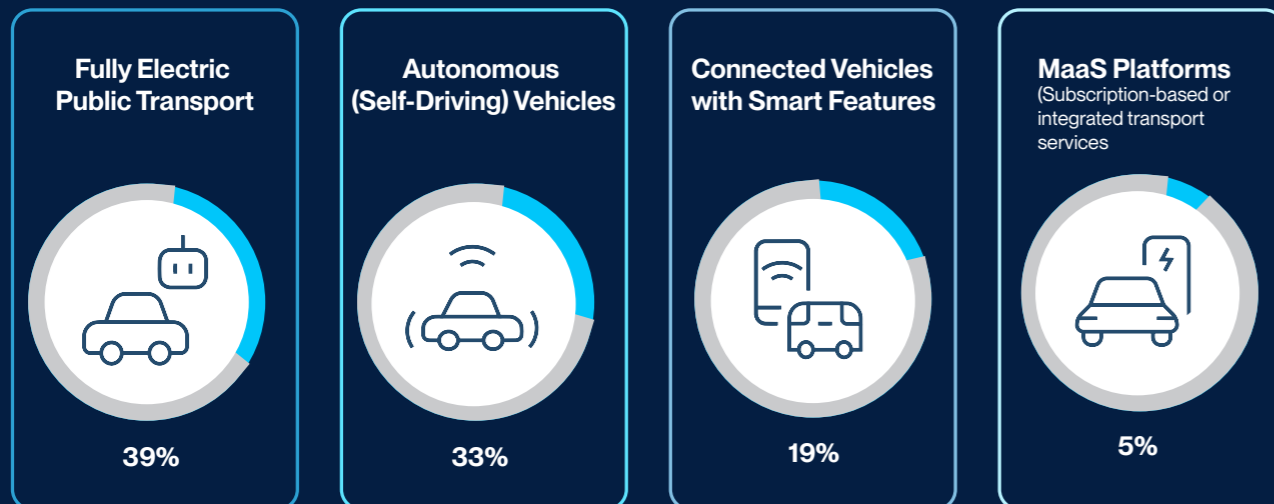 Fully Electric
Public Transport
39%
Autonomous
(Self-Driving) Vehicles
33%
Connected Vehicles
with Smart Features
19%
MaaS Platforms
(Subscription-based or
integrated transport
services
5%